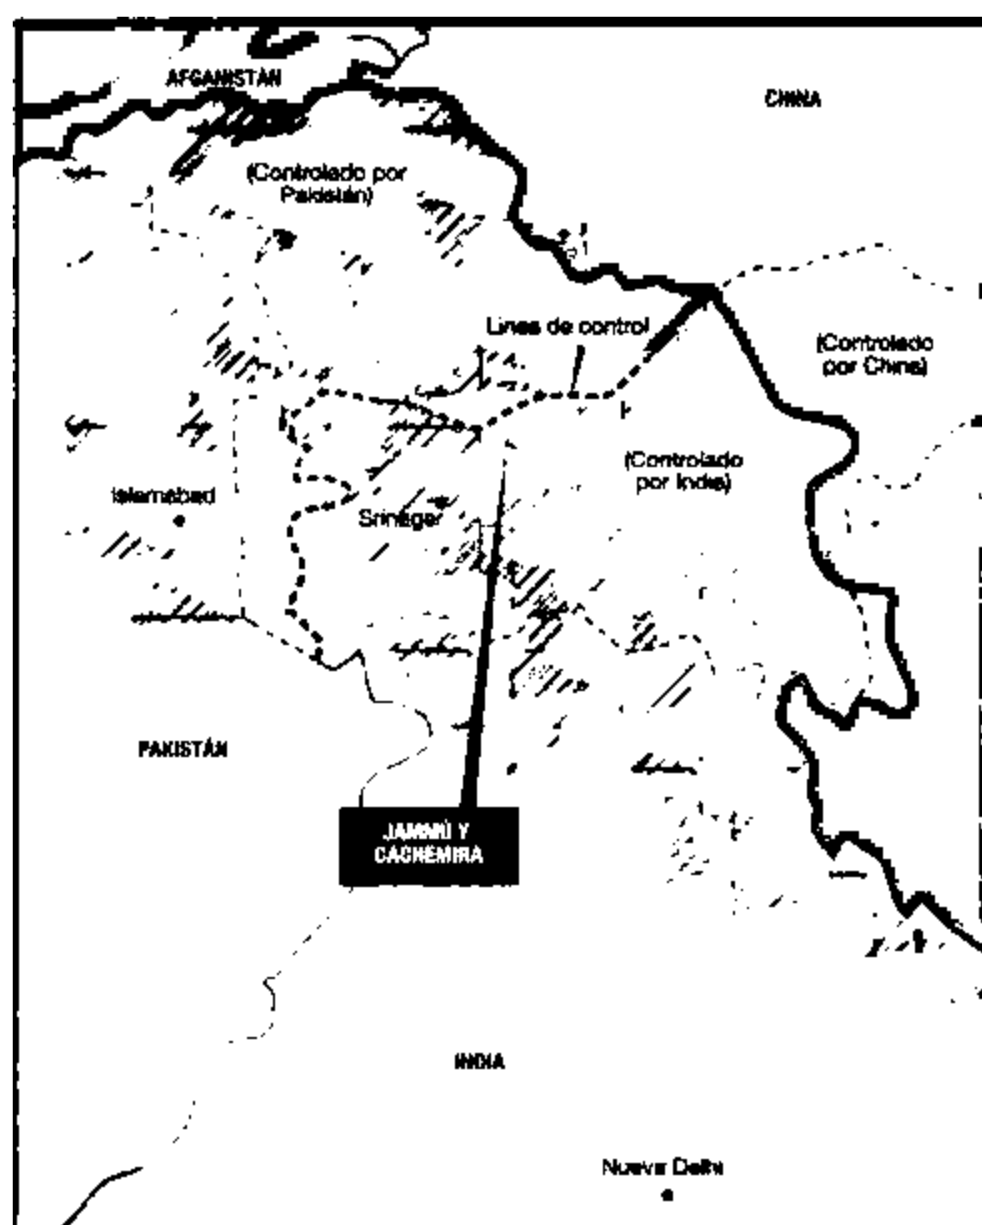 AFGANISTÁN
CHINA
(Controlado por
Pakistán)
Línea de control
(Controlado
por China)
(Controlado
por India)
Islamabad
Srinagar
PAKISTÁN
JAMMÚ Y
CACHEMIRA
INDIA
Nueva Delhi